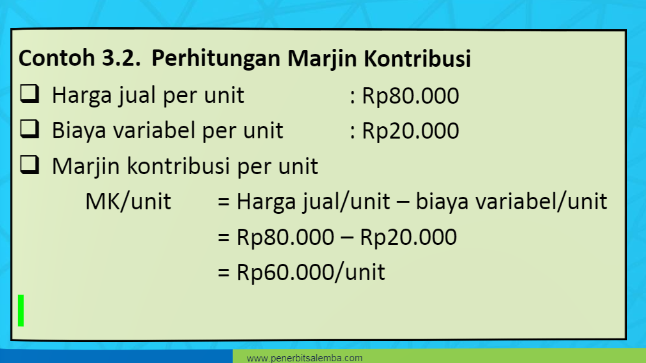 Contoh 3.2. Perhitungan Marjin Kontribusi
❑ Harga jual per unit : Rp80.000
❑ Biaya variabel per unit : Rp20.000
❑ Marjin kontribusi per unit
MK/unit = Harga jual/unit – biaya variabel/unit
= Rp80.000 – Rp20.000
= Rp60.000/unit
www.penerbitsalemba.com